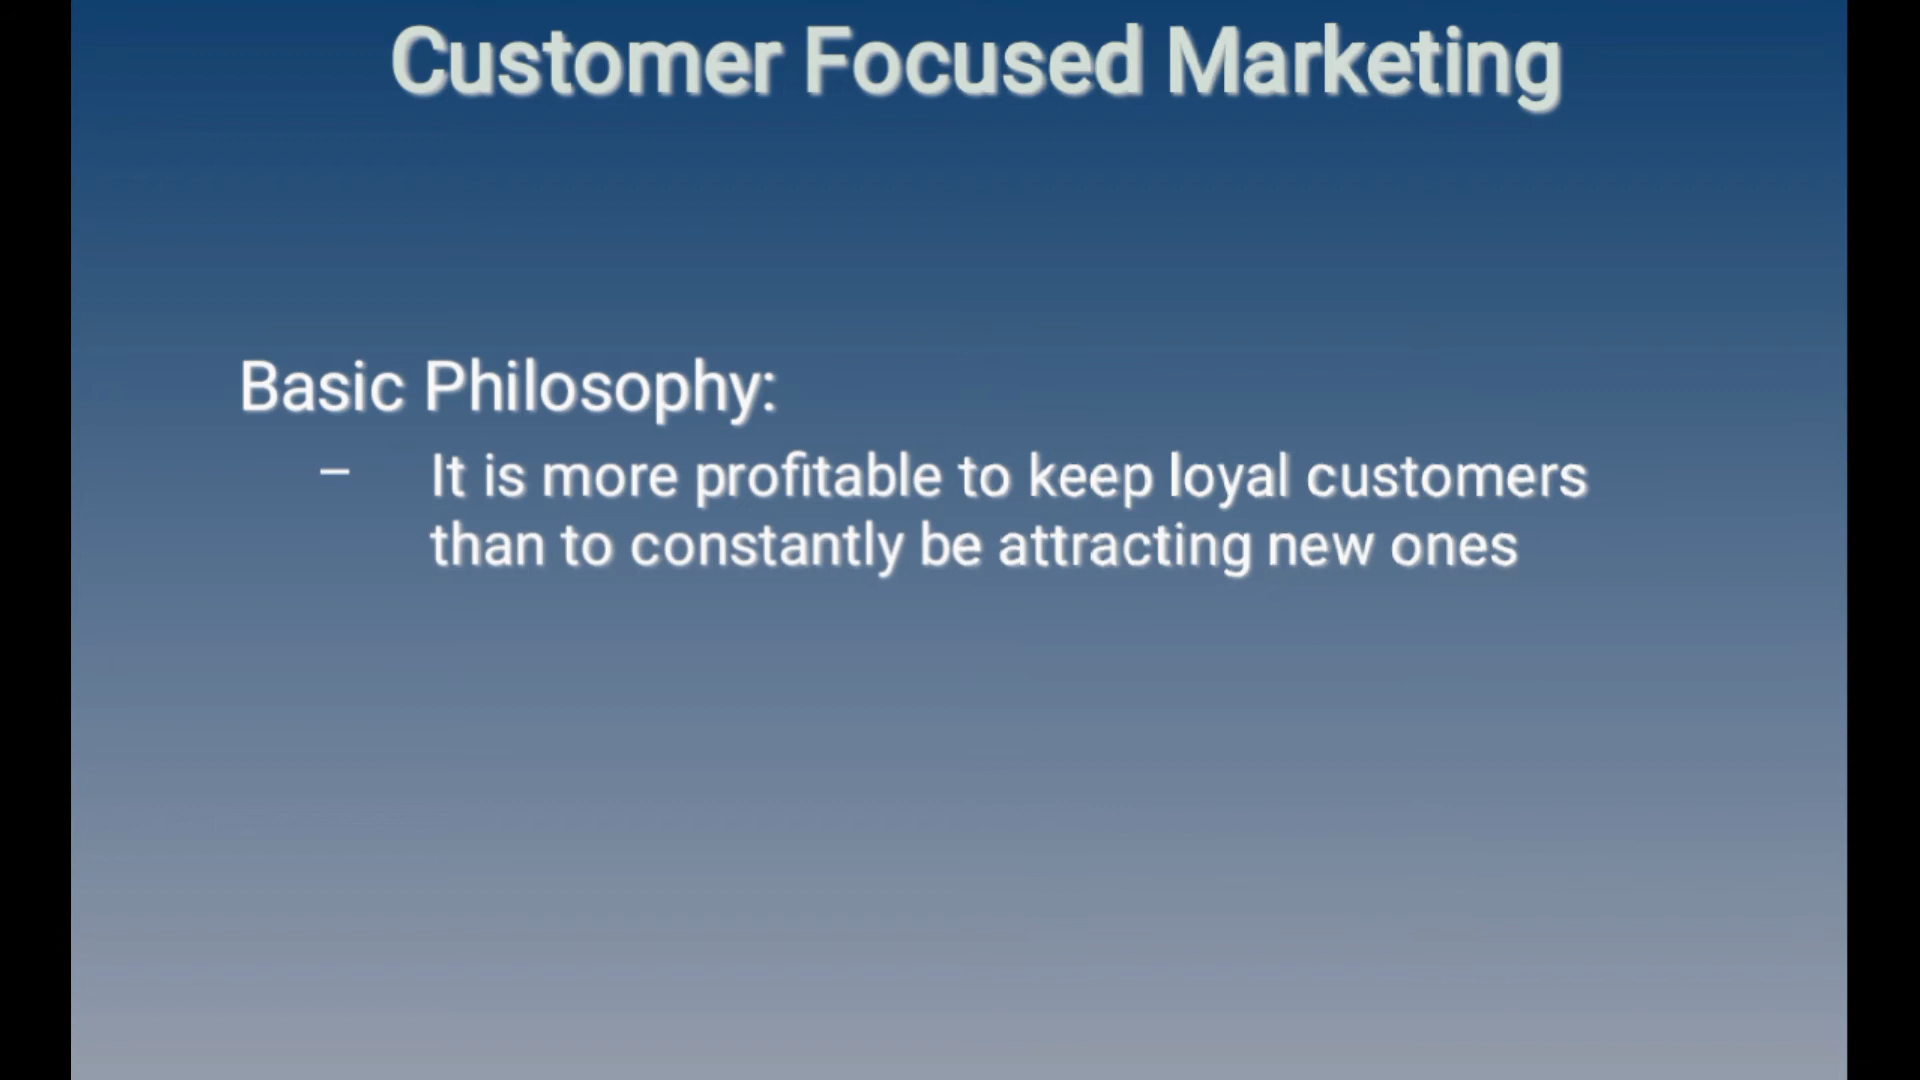 Customer Focused Marketing
Basic Philosophy:
– It is more profitable to keep loyal customers
than to constantly be attracting new ones